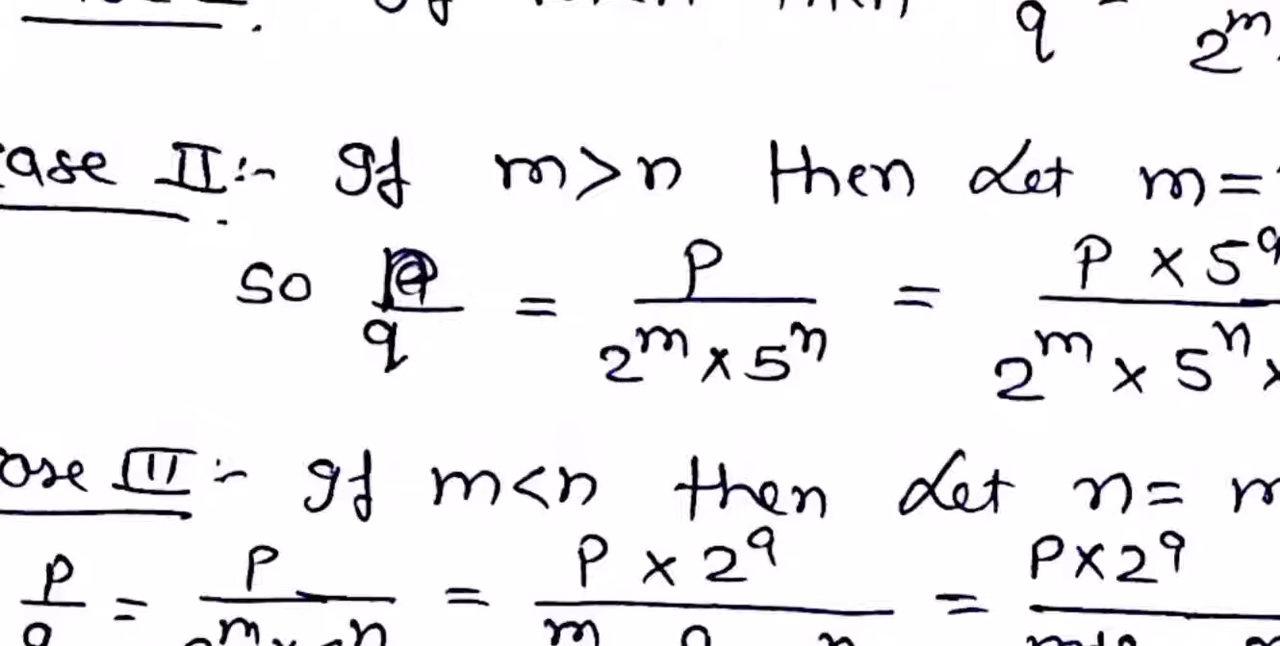 q 2^m
Case II:- If m>n then Let m=
So p/q = p/(2^m × 5^n) = (p × 5^a)/(2^m × 5^n ×
Case III:- If m<n then Let n= m
p/q = p/(2^m × 5^n) = p × 2^a = p × 2^a